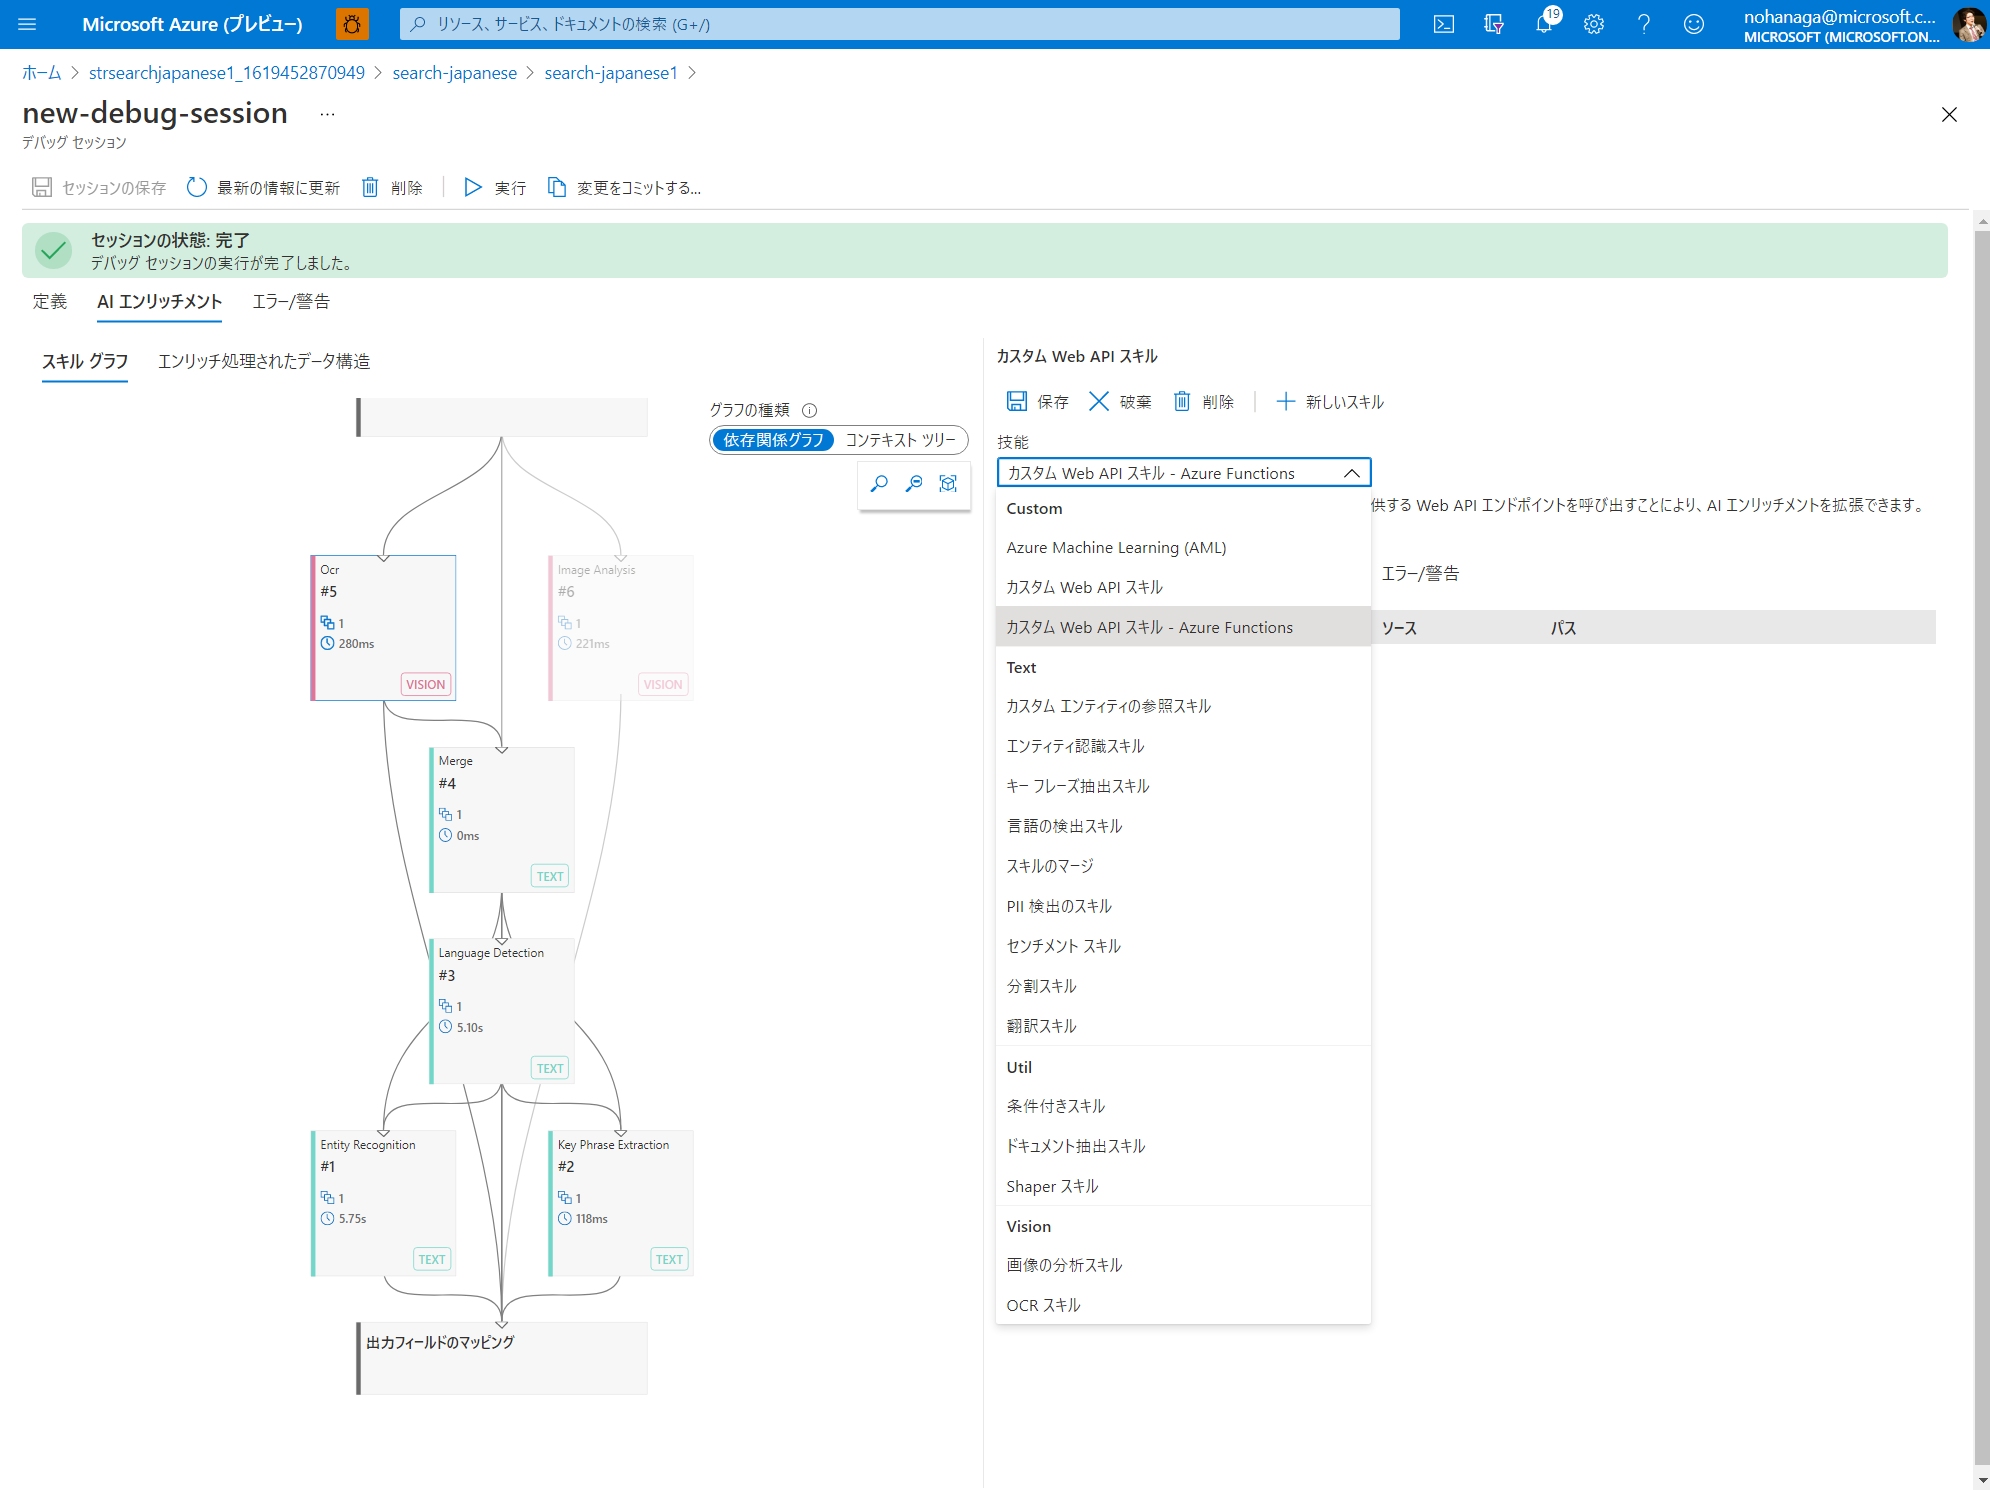 Microsoft Azure (プレビュー)
リソース、サービス、ドキュメントの検索 (G+/)
19
nohanaga@microsoft.c...
MICROSOFT (MICROSOFT.ON...
ホーム > strsearchjapanese1_1619452870949 > search-japanese > search-japanese1 >
new-debug-session ...
デバッグ セッション
セッションの保存 最新の情報に更新 削除 実行 変更をコミットする...
セッションの状態: 完了
デバッグ セッションの実行が完了しました。
定義 AI エンリッチメント エラー/警告
スキル グラフ エンリッチ処理されたデータ構造
グラフの種類
依存関係グラフ コンテキスト ツリー
Ocr
#5
1
280ms
VISION
Image Analysis
#6
1
221ms
VISION
Merge
#4
1
0ms
TEXT
Language Detection
#3
1
5.10s
TEXT
Entity Recognition
#1
1
5.75s
TEXT
Key Phrase Extraction
#2
1
118ms
TEXT
出力フィールドのマッピング
カスタム Web API スキル
保存 破棄 削除 新しいスキル
技能
カスタム Web API スキル - Azure Functions
供する Web API エンドポイントを呼び出すことにより、AI エンリッチメントを拡張できます。
エラー/警告
ソース パス
Custom
Azure Machine Learning (AML)
カスタム Web API スキル
カスタム Web API スキル - Azure Functions
Text
カスタム エンティティの参照スキル
エンティティ認識スキル
キー フレーズ抽出スキル
言語の検出スキル
スキルのマージ
PII 検出のスキル
センチメント スキル
分割スキル
翻訳スキル
Util
条件付きスキル
ドキュメント抽出スキル
Shaper スキル
Vision
画像の分析スキル
OCR スキル